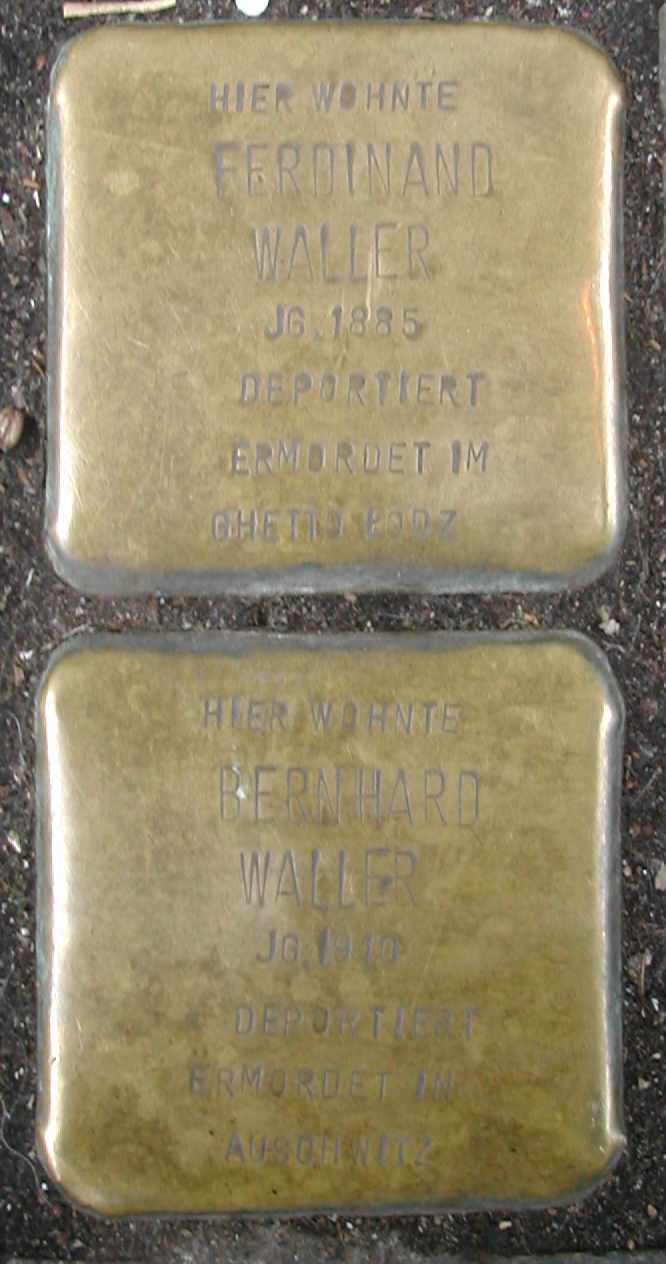 HIER WOHNTE
FERDINAND
WALLER
JG. 1885
DEPORTIERT
ERMORDET IM
GHETTO ŁODZ
HIER WOHNTE
BERNHARD
WALLER
JG. 1910
DEPORTIERT
ERMORDET IN
AUSCHWITZ